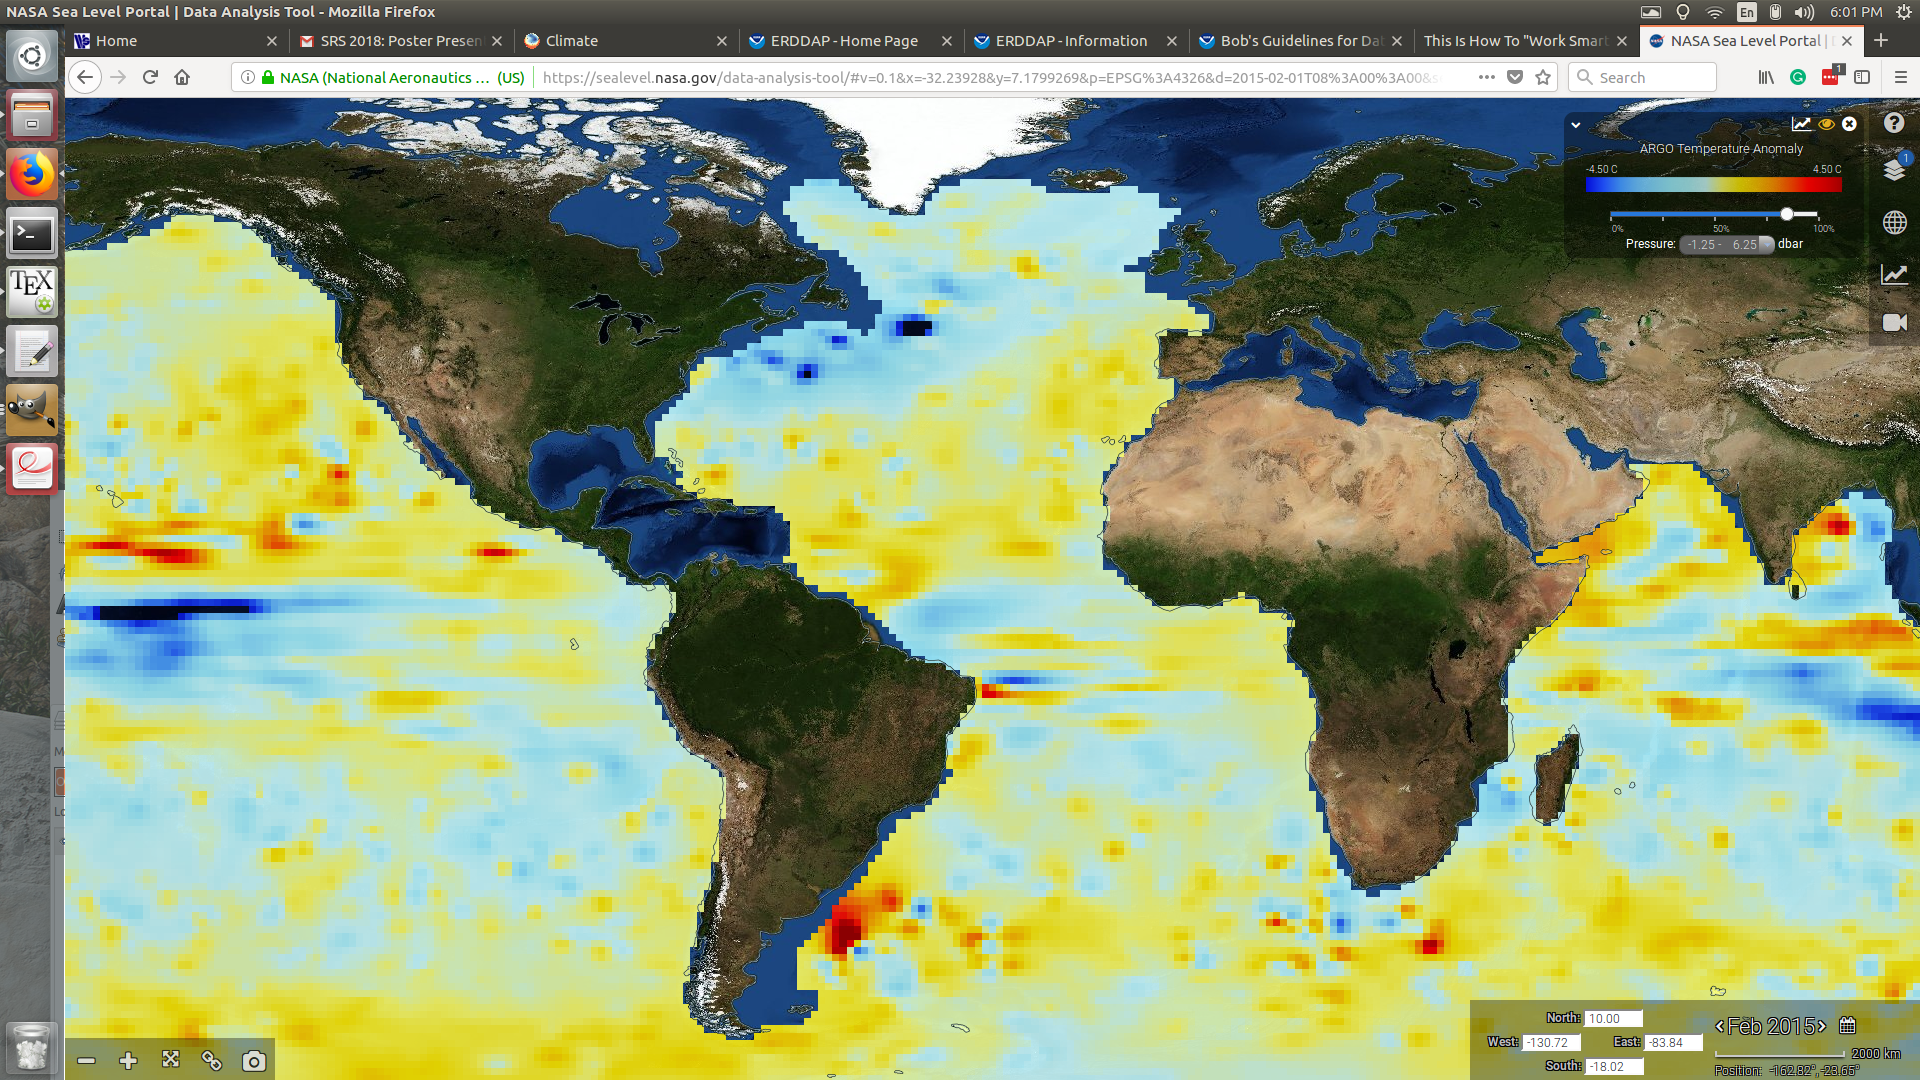 NASA Sea Level Portal | Data Analysis Tool - Mozilla Firefox
En
6:01 PM
Home
SRS 2018: Poster Presen
Climate
ERDDAP - Home Page
ERDDAP - Information
Bob's Guidelines for Dat
This Is How To "Work Smart
NASA Sea Level Portal |
NASA (National Aeronautics ... (US)
https://sealevel.nasa.gov/data-analysis-tool/#v=0.1&x=-32.23928&y=7.1799269&p=EPSG%3A4326&d=2015-02-01T08%3A00%3A00&s
Search
1
ARGO Temperature Anomaly
-4.50 C
4.50 C
0%
50%
100%
Pressure: -1.25 - 6.25 dbar
?
1
TEX
North: 10.00
West: -130.72
East: -83.84
South: -18.02
Feb 2015
2000 km
Position: -162.82°,-23.65°